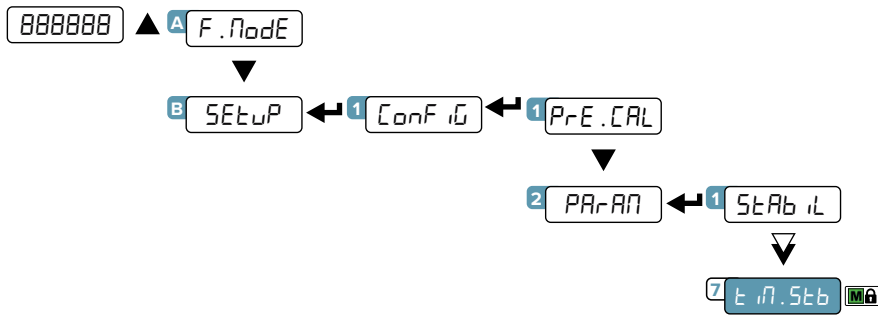 888888 A F.ModE
B SEtuP 1 ConFiG 1 PrE.CAL
2 PArAM 1 StAbiL
7 tiM.Stb M